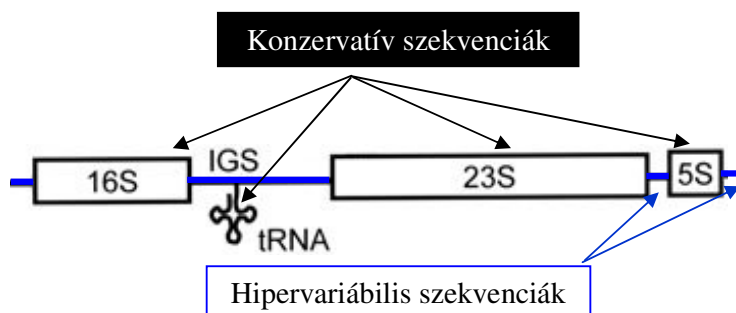 Konzervatív szekvenciák
IGS
16S
23S
5S
tRNA
Hipervariábilis szekvenciák